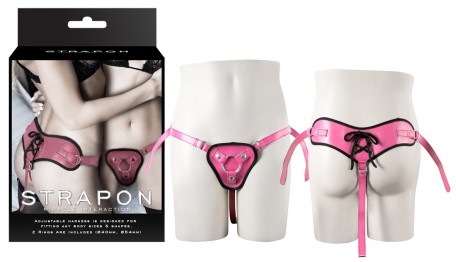 STRAPON
STRAPON
ADJUSTABLE HARNESS IS DESIGNED FOR
FITTING ANY BODY SIZES & SHAPES.
2 RINGS ARE INCLUDED (Ø40MM, Ø54MM)